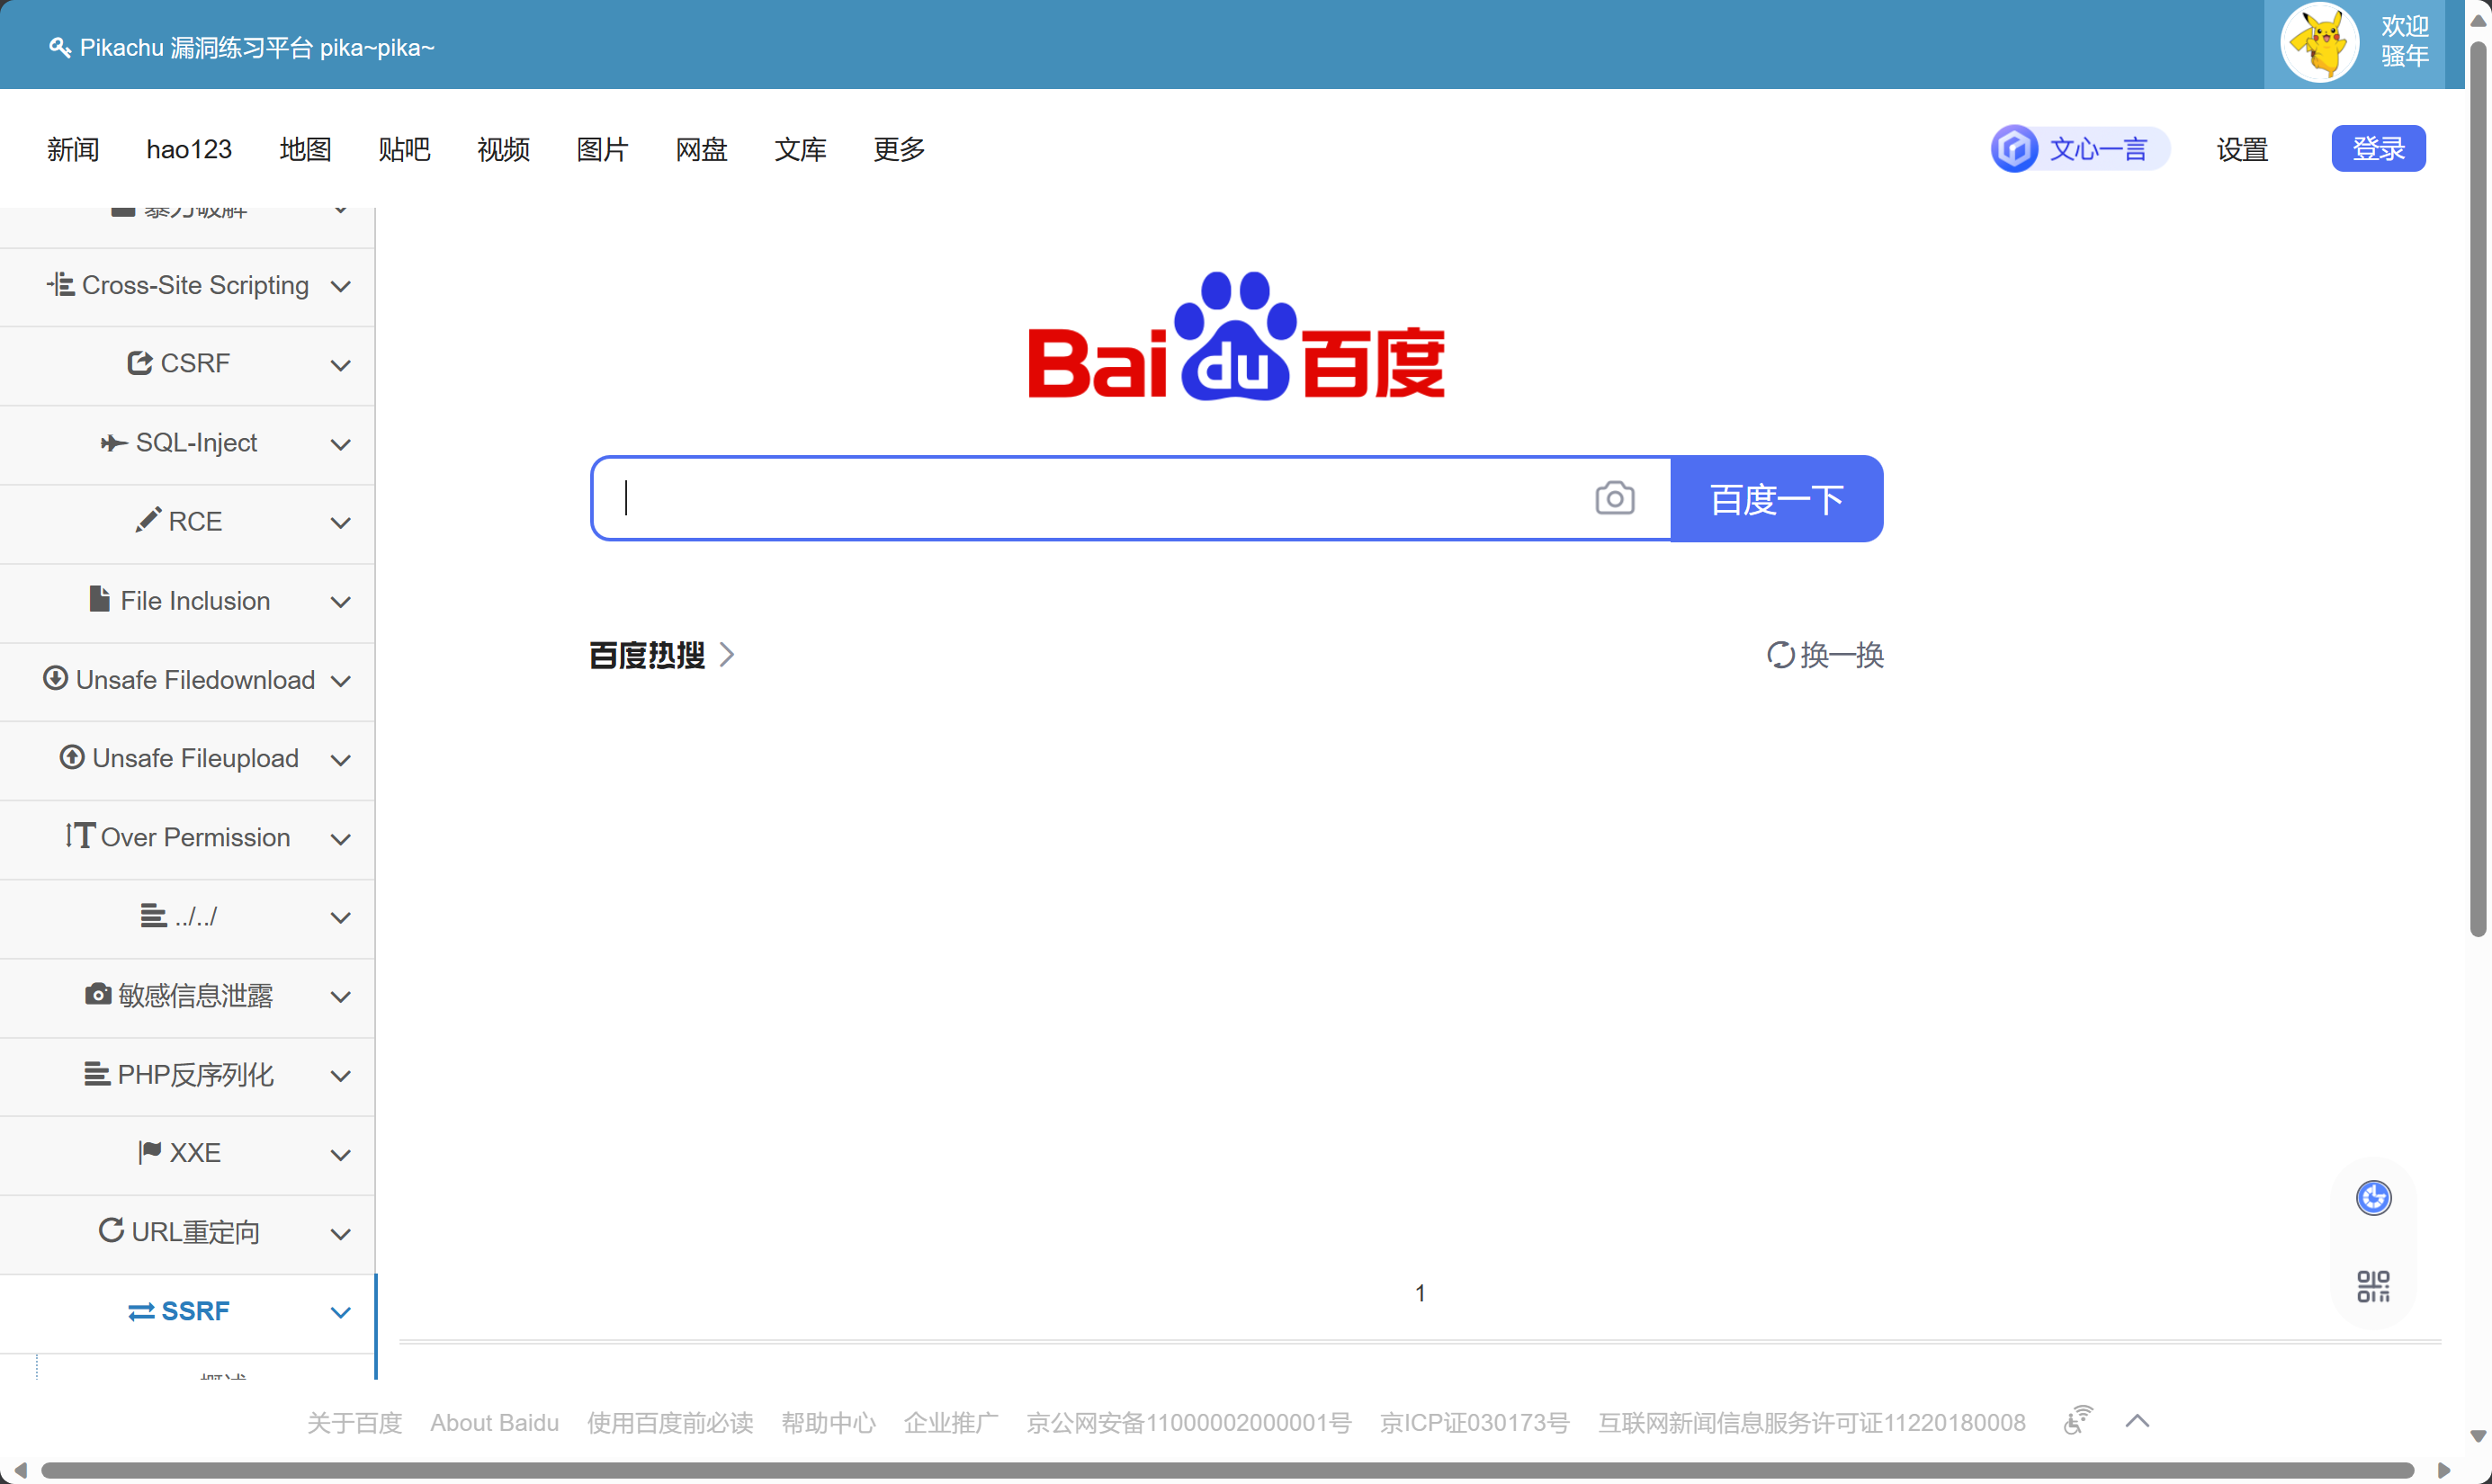 Pikachu 漏洞练习平台 pika~pika~
欢迎
骚年
新闻 hao123 地图 贴吧 视频 图片 网盘 文库 更多 文心一言 设置 登录
暴力破解
Cross-Site Scripting
CSRF
SQL-Inject
RCE
File Inclusion
Unsafe Filedownload
Unsafe Fileupload
Over Permission
../../
敏感信息泄露
PHP反序列化
XXE
URL重定向
SSRF
概述
Bai du 百度
百度一下
百度热搜 换一换
1
关于百度 About Baidu 使用百度前必读 帮助中心 企业推广 京公网安备11000002000001号 京ICP证030173号 互联网新闻信息服务许可证11220180008